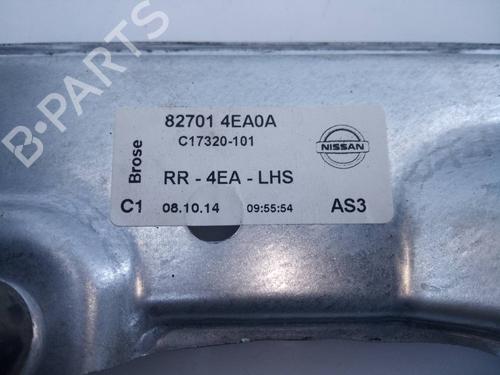 82701 4EA0A
C17320-101
NISSAN
Brose
RR - 4EA - LHS
C1 08.10.14 09:55:54 AS3
B-PARTS